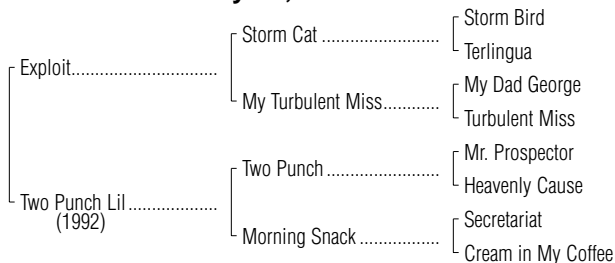 Storm Bird
Storm Cat ........................
Terlingua
Exploit.............................
My Dad George
My Turbulent Miss...........
Turbulent Miss
Mr. Prospector
Two Punch .......................
Heavenly Cause
Two Punch Lil ..................
(1992)
Secretariat
Morning Snack ................
Cream in My Coffee